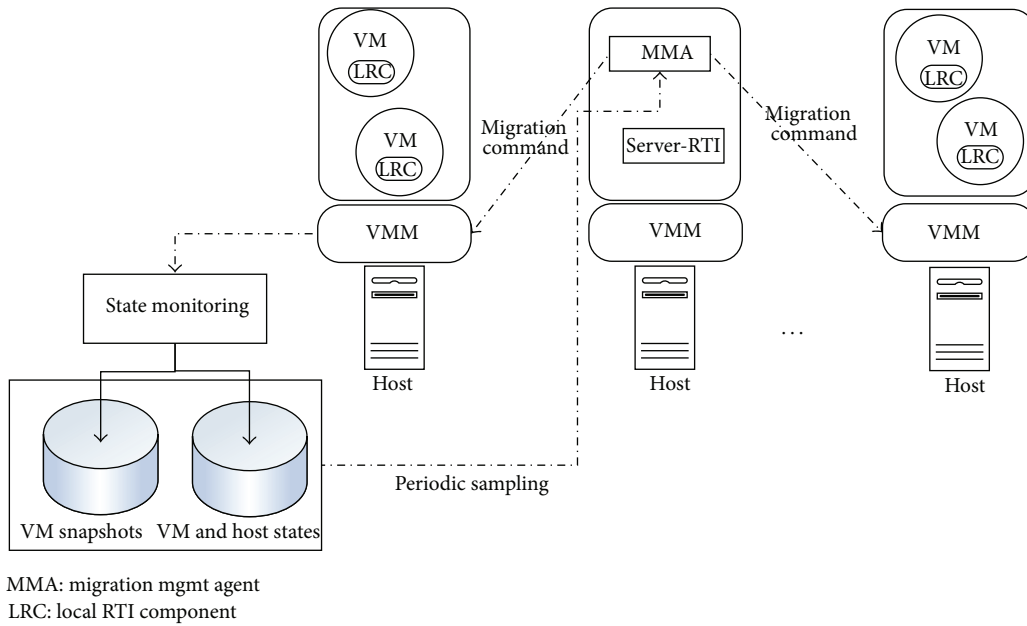 VM
LRC
VM
LRC
VMM
Host
Migration
command
MMA
Server-RTI
VMM
Host
Migration
command
...
VM
LRC
VM
LRC
VMM
Host
State monitoring
VM snapshots
VM and host states
Periodic sampling
MMA: migration mgmt agent
LRC: local RTI component